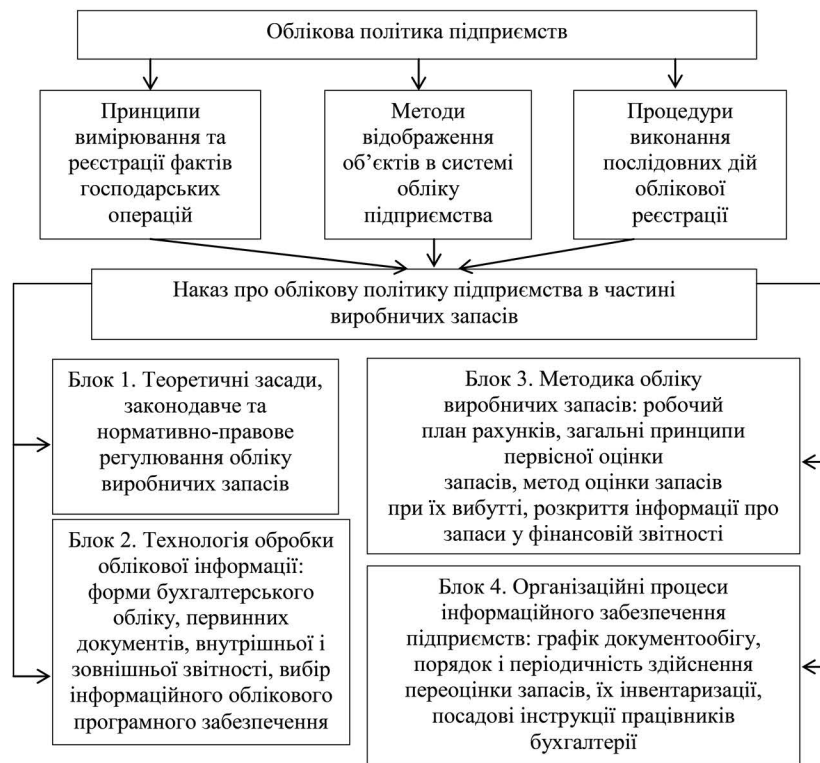 Облікова політика підприємств
Принципи
вимірювання та
реєстрації фактів
господарських
операцій
Методи
відображення
об’єктів в системі
обліку
підприємства
Процедури
виконання
послідовних дій
облікової
реєстрації
Наказ про облікову політику підприємства в частині
виробничих запасів
Блок 1. Теоретичні засади,
законодавче та
нормативно-правове
регулювання обліку
виробничих запасів
Блок 2. Технологія обробки
облікової інформації:
форми бухгалтерського
обліку, первинних
документів, внутрішньої і
зовнішньої звітності, вибір
інформаційного облікового
програмного забезпечення
Блок 3. Методика обліку
виробничих запасів: робочий
план рахунків, загальні принципи
первісної оцінки
запасів, метод оцінки запасів
при їх вибутті, розкриття інформації про
запаси у фінансовій звітності
Блок 4. Організаційні процеси
інформаційного забезпечення
підприємств: графік документообігу,
порядок і періодичність здійснення
переоцінки запасів, їх інвентаризації,
посадові інструкції працівників
бухгалтерії